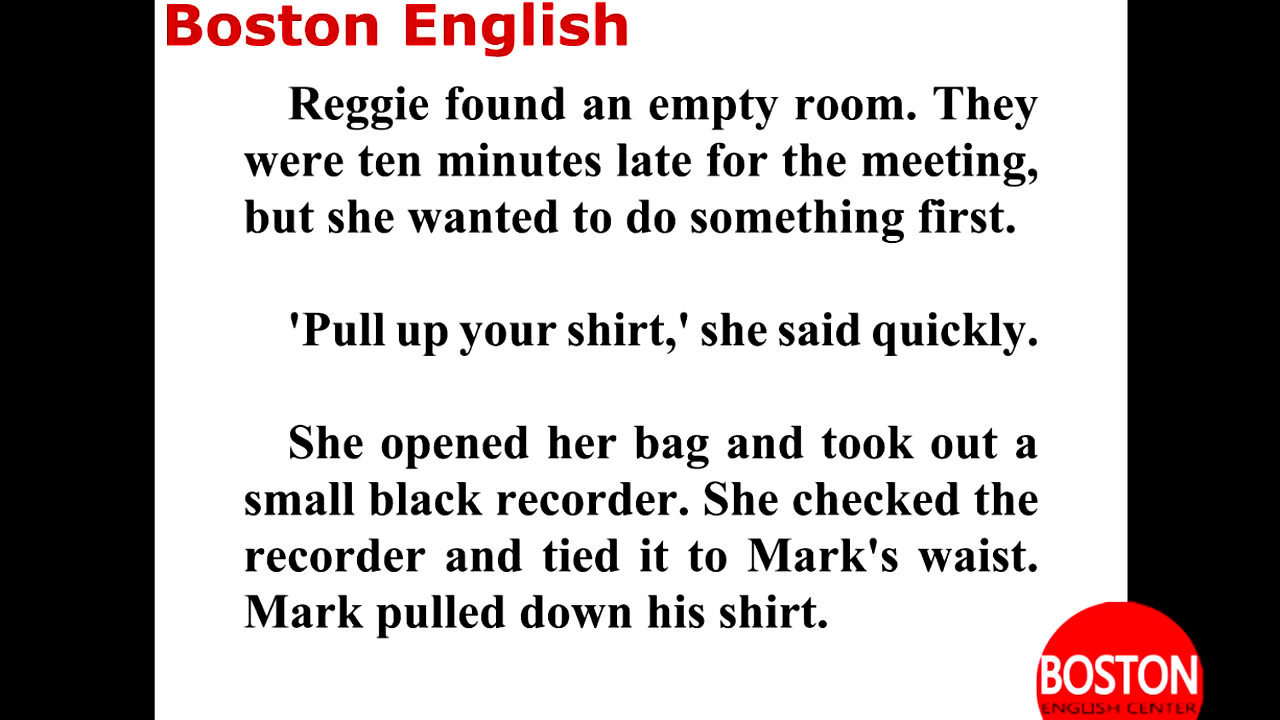 Boston English
Reggie found an empty room. They
were ten minutes late for the meeting,
but she wanted to do something first.
'Pull up your shirt,' she said quickly.
She opened her bag and took out a
small black recorder. She checked the
recorder and tied it to Mark's waist.
Mark pulled down his shirt.
BOSTON
ENGLISH CENTER